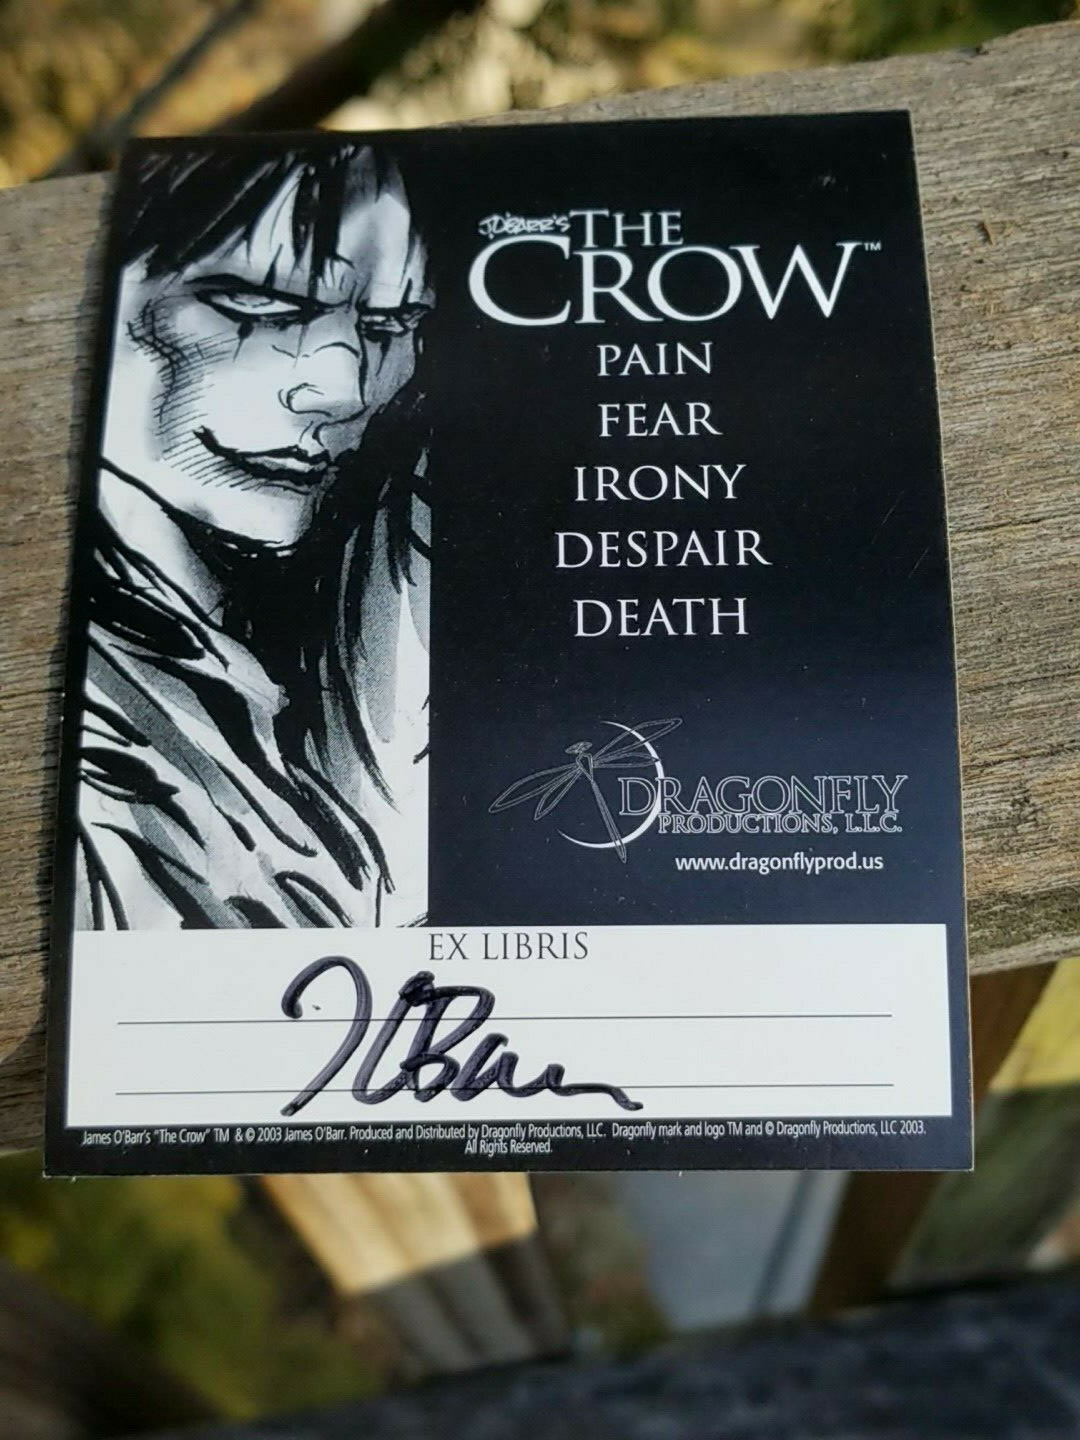 J.O'BARR'S THE
CROW™
PAIN
FEAR
IRONY
DESPAIR
DEATH
DRAGONFLY
PRODUCTIONS, L.L.C.
www.dragonflyprod.us
EX LIBRIS
J O'Barr
James O'Barr's "The Crow" TM & © 2003 James O'Barr. Produced and Distributed by Dragonfly Productions, LLC. Dragonfly mark and logo TM and © Dragonfly Productions, LLC 2003.
All Rights Reserved.